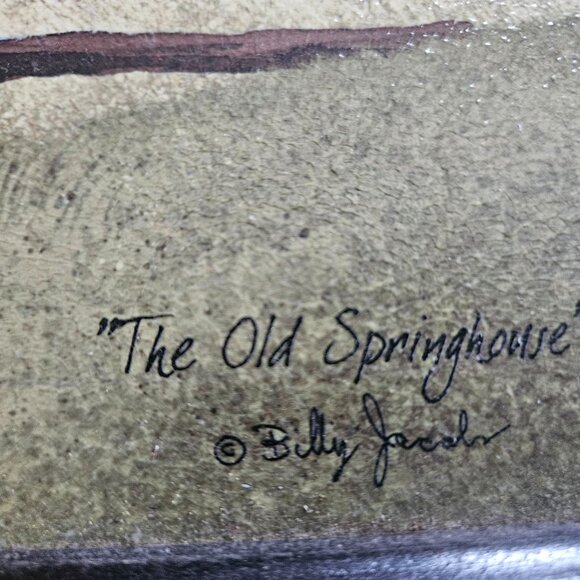 "The Old Springhouse"
© Billy Jacobs